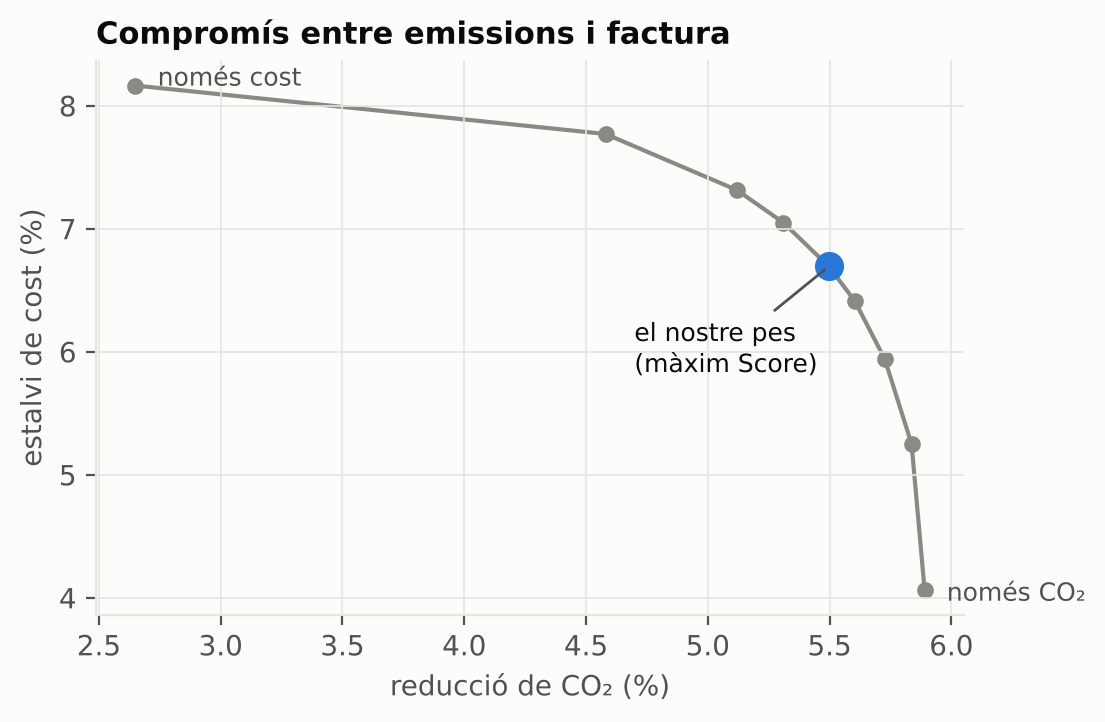 Compromís entre emissions i factura
només cost
8
7
6
5
4
estalvi de cost (%)
el nostre pes
(màxim Score)
només CO₂
2.5 3.0 3.5 4.0 4.5 5.0 5.5 6.0
reducció de CO₂ (%)